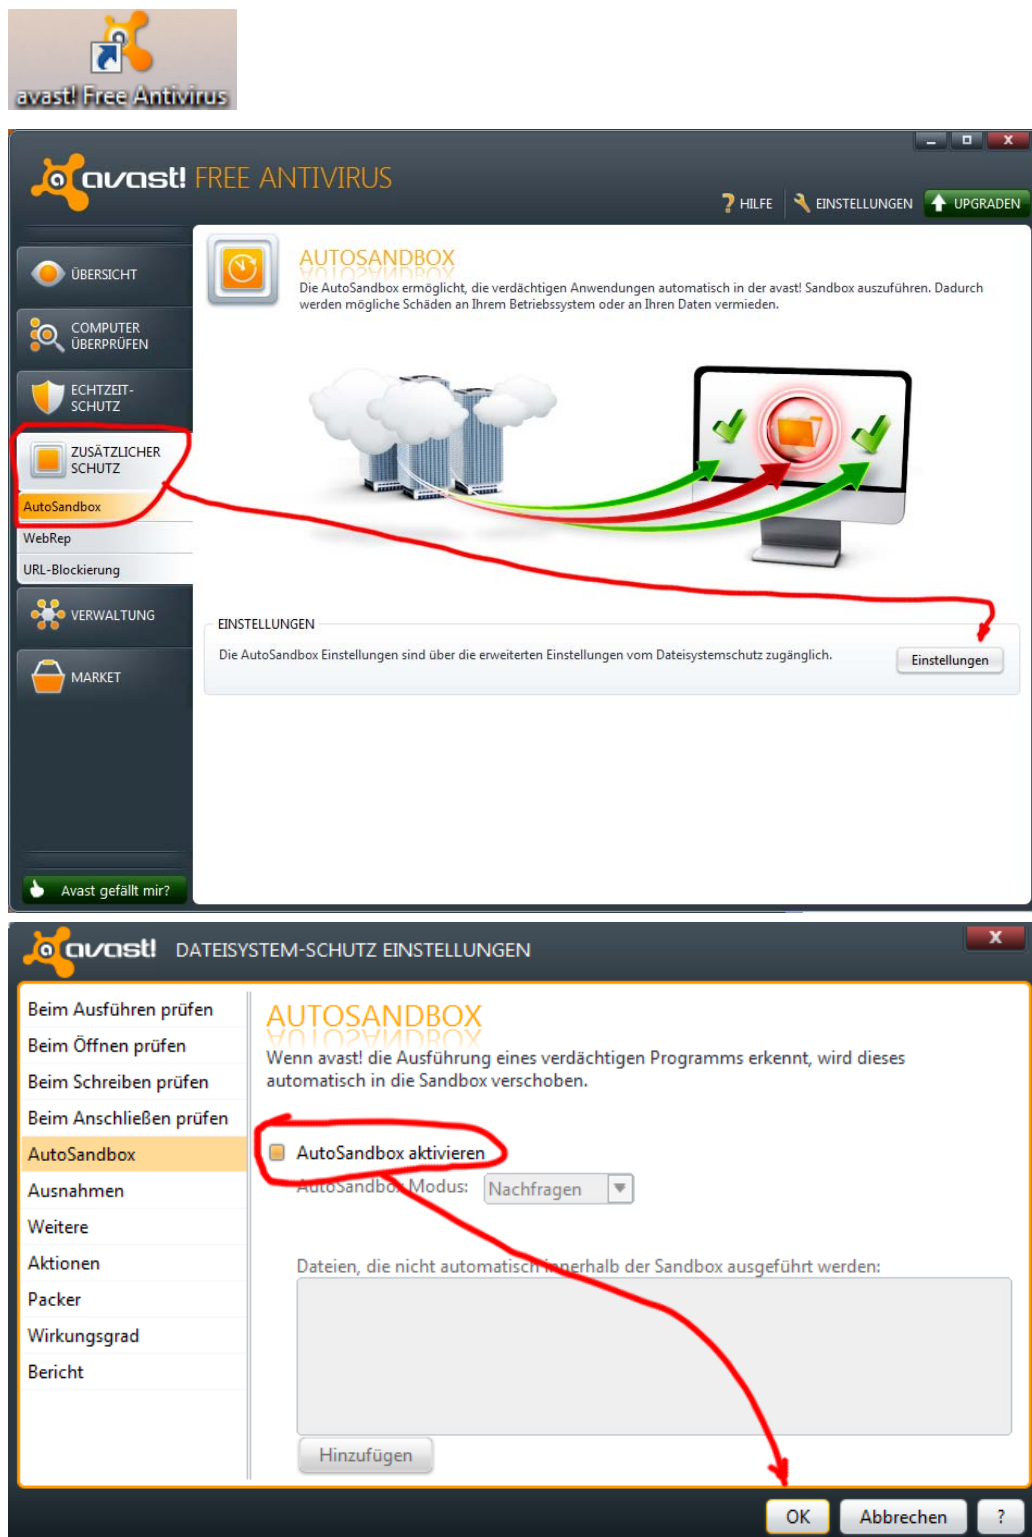 avast! Free Antivirus
avast! FREE ANTIVIRUS
HILFE
EINSTELLUNGEN
UPGRADEN
ÜBERSICHT
COMPUTER
ÜBERPRÜFEN
ECHTZEIT-
SCHUTZ
ZUSÄTZLICHER
SCHUTZ
AutoSandbox
WebRep
URL-Blockierung
VERWALTUNG
MARKET
Avast gefällt mir?
AUTOSANDBOX
Die AutoSandbox ermöglicht, die verdächtigen Anwendungen automatisch in der avast! Sandbox auszuführen. Dadurch
werden mögliche Schäden an Ihrem Betriebssystem oder an Ihren Daten vermieden.
EINSTELLUNGEN
Die AutoSandbox Einstellungen sind über die erweiterten Einstellungen vom Dateisystemschutz zugänglich.
Einstellungen
avast! DATEISYSTEM-SCHUTZ EINSTELLUNGEN
x
Beim Ausführen prüfen
Beim Öffnen prüfen
Beim Schreiben prüfen
Beim Anschließen prüfen
AutoSandbox
Ausnahmen
Weitere
Aktionen
Packer
Wirkungsgrad
Bericht
AUTOSANDBOX
Wenn avast! die Ausführung eines verdächtigen Programms erkennt, wird dieses
automatisch in die Sandbox verschoben.
AutoSandbox aktivieren
AutoSandbox Modus: Nachfragen
Dateien, die nicht automatisch innerhalb der Sandbox ausgeführt werden:
Hinzufügen
OK
Abbrechen
?